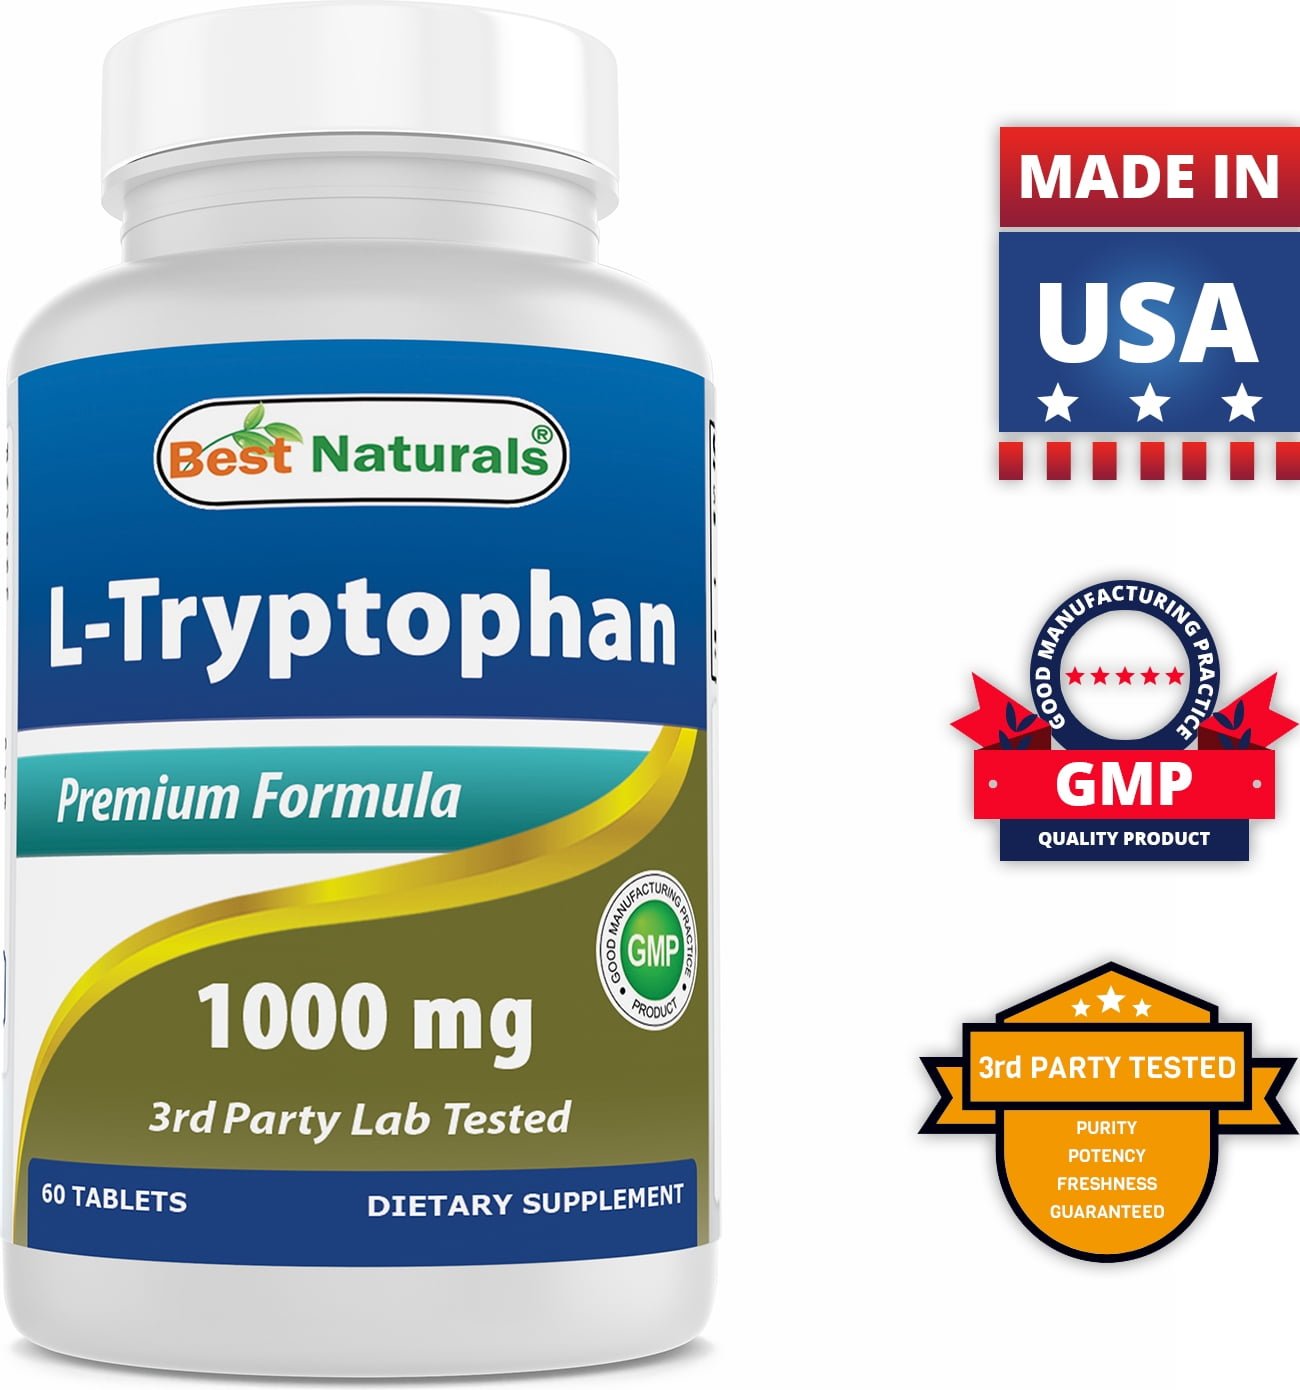 Best Naturals®
L-Tryptophan
Premium Formula
GOOD MANUFACTURING PRACTICE
GMP
• PRODUCT •
1000 mg
3rd Party Lab Tested
60 TABLETS
DIETARY SUPPLEMENT
MADE IN
USA
GOOD MANUFACTURING PRACTICE
GMP
QUALITY PRODUCT
3rd PARTY TESTED
PURITY
POTENCY
FRESHNESS
GUARANTEED